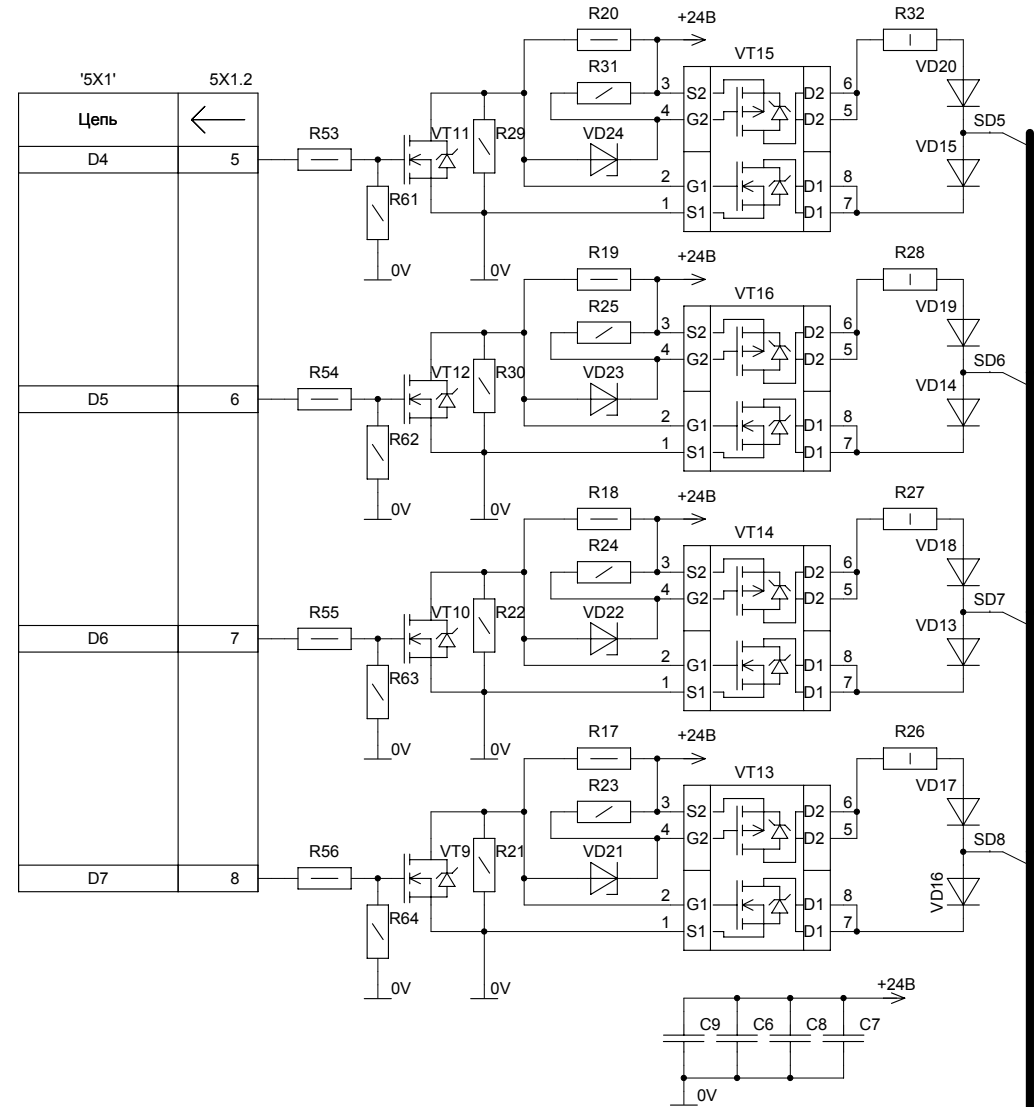 R20
+24В
R32
'5X1'
5X1.2
R31
VT15
VD20
Цепь
3
S2
D2
6
G2
D2
5
SD5
R53
VT11
R29
VD24
4
VD15
D4
5
2
G1
D1
8
R61
1
S1
D1
7
0V
0V
R19
+24В
R28
R25
VT16
VD19
3
S2
D2
6
4
G2
D2
5
SD6
R54
VT12
R30
VD23
VD14
D5
6
2
G1
D1
8
R62
1
S1
D1
7
0V
0V
R18
+24В
R27
R24
VT14
VD18
3
S2
D2
6
4
G2
D2
5
SD7
R55
VT10
R22
VD22
VD13
D6
7
2
G1
D1
8
R63
1
S1
D1
7
0V
0V
R17
+24В
R26
R23
VT13
VD17
3
S2
D2
6
4
G2
D2
5
SD8
R56
VT9
R21
VD21
VD16
D7
8
2
G1
D1
8
R64
1
S1
D1
7
0V
0V
+24В
C9
C6
C8
C7
0V